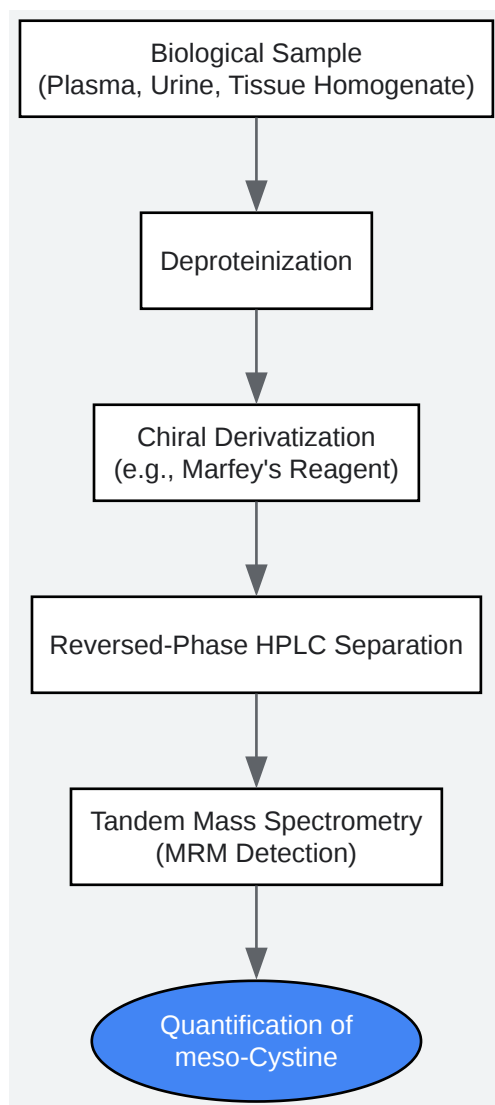 Biological Sample
(Plasma, Urine, Tissue Homogenate)
Deproteinization
Chiral Derivatization
(e.g., Marfey's Reagent)
Reversed-Phase HPLC Separation
Tandem Mass Spectrometry
(MRM Detection)
Quantification of
meso-Cystine